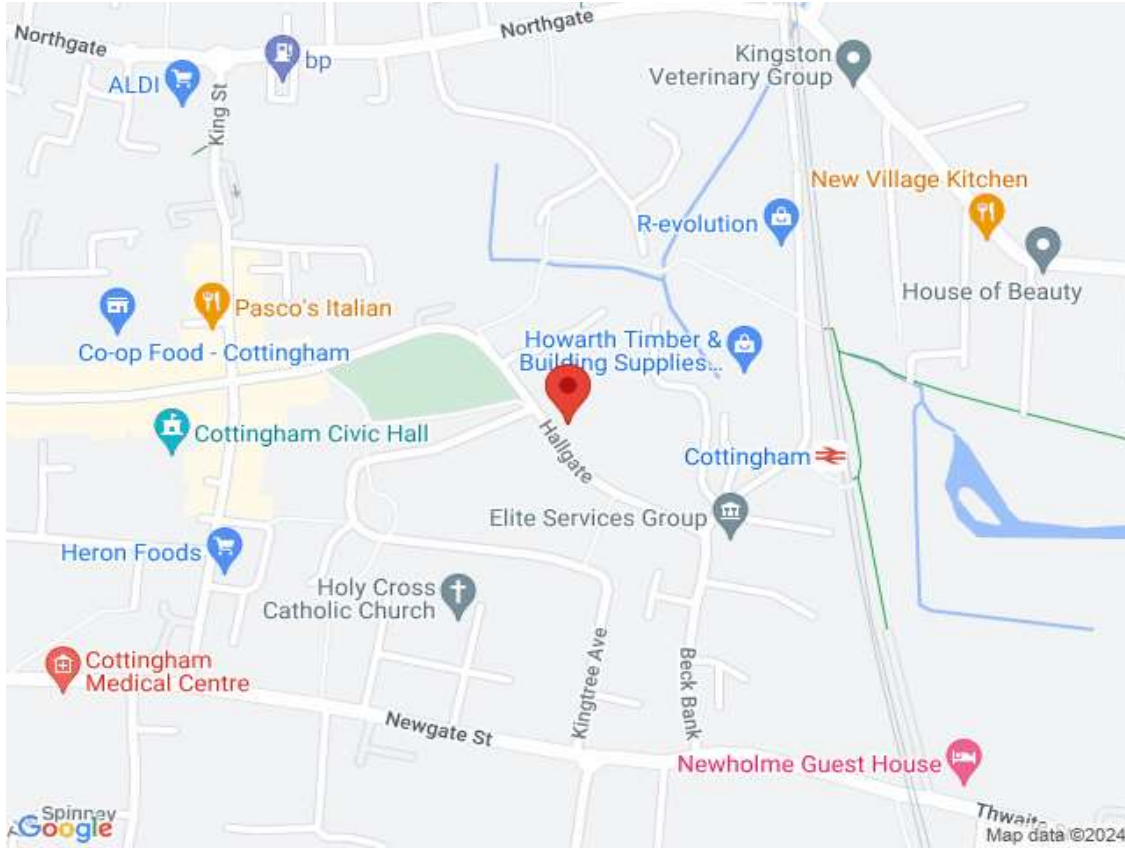 Northgate
Northgate
bp
ALDI
King St
Kingston
Veterinary Group
New Village Kitchen
R-evolution
House of Beauty
Pasco's Italian
Co-op Food - Cottingham
Howarth Timber &
Building Supplies...
Cottingham Civic Hall
Hallgate
Cottingham
Elite Services Group
Heron Foods
Holy Cross
Catholic Church
Cottingham
Medical Centre
Kingtree Ave
Beck Bank
Newgate St
Newholme Guest House
Spinney
Google
Thwaite
Map data ©2024